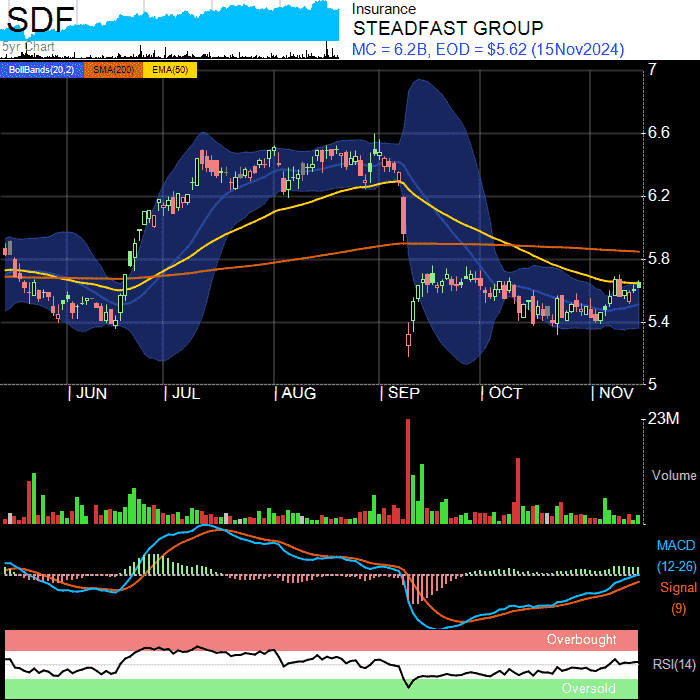 SDF
5yr Chart
Insurance
STEADFAST GROUP
MC = 6.2B, EOD = $5.62 (15Nov2024)
BollBands(20,2) SMA(200) EMA(50)
7
6.6
6.2
5.8
5.4
5
JUN JUL AUG SEP OCT NOV
23M
Volume
MACD
(12-26)
Signal
(9)
Overbought
RSI(14)
Oversold